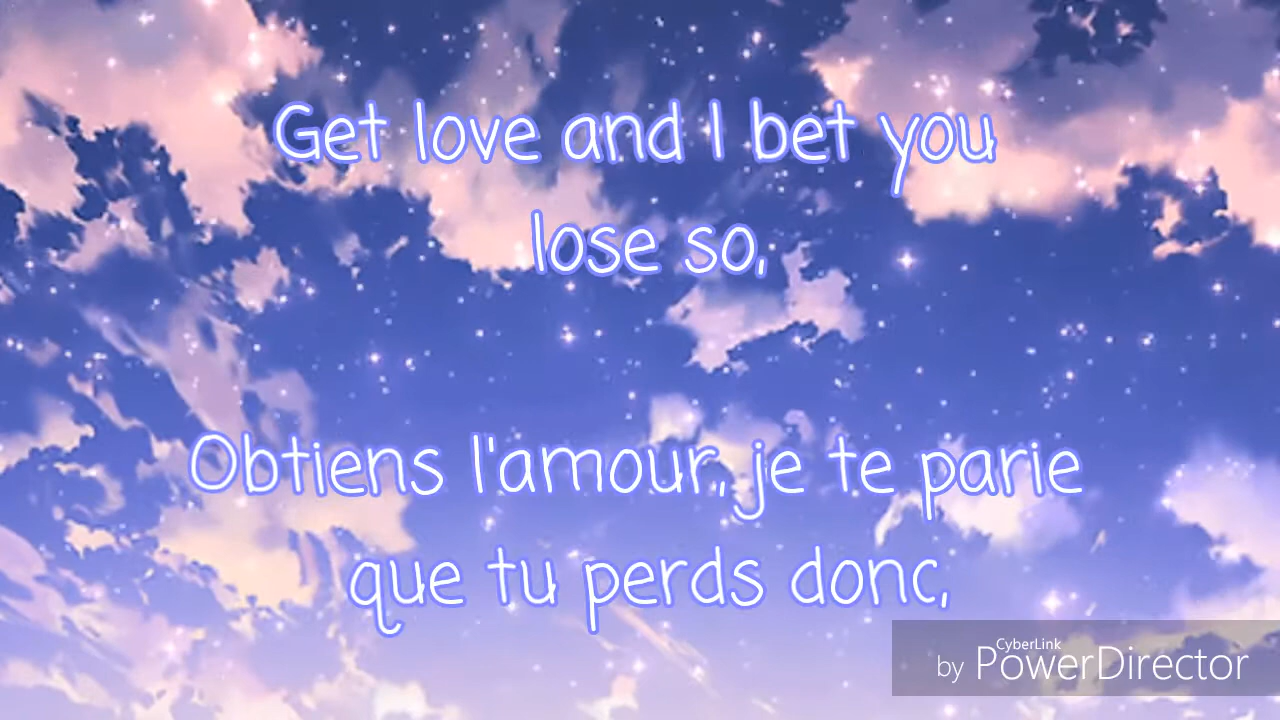 Get love and I bet you
lose so,
Obtiens l'amour, je te parie
que tu perds donc,
CyberLink
by PowerDirector